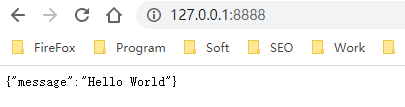 127.0.0.1:8888
FireFox Program Soft SEO Work
{"message":"Hello World"}